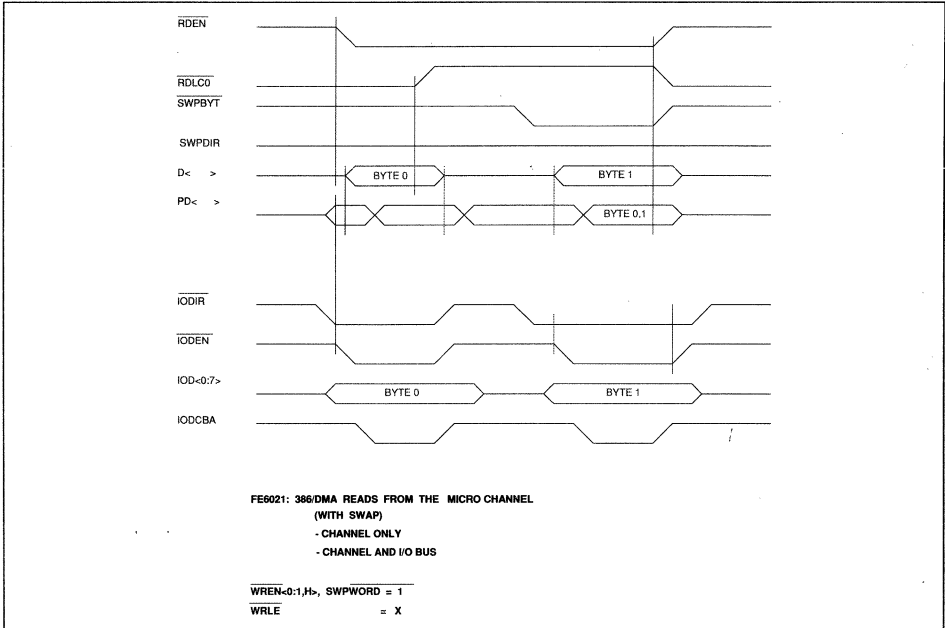 RDEN
RDLC0
SWPBYT
SWPDIR
D< >
BYTE 0
BYTE 1
PD< >
BYTE 0,1
IODIR
IODEN
IOD<0:7>
BYTE 0
BYTE 1
IODCBA
FE6021: 386/DMA READS FROM THE MICRO CHANNEL
(WITH SWAP)
- CHANNEL ONLY
- CHANNEL AND I/O BUS
WREN<0:1,H>, SWPWORD = 1
WRLE = X